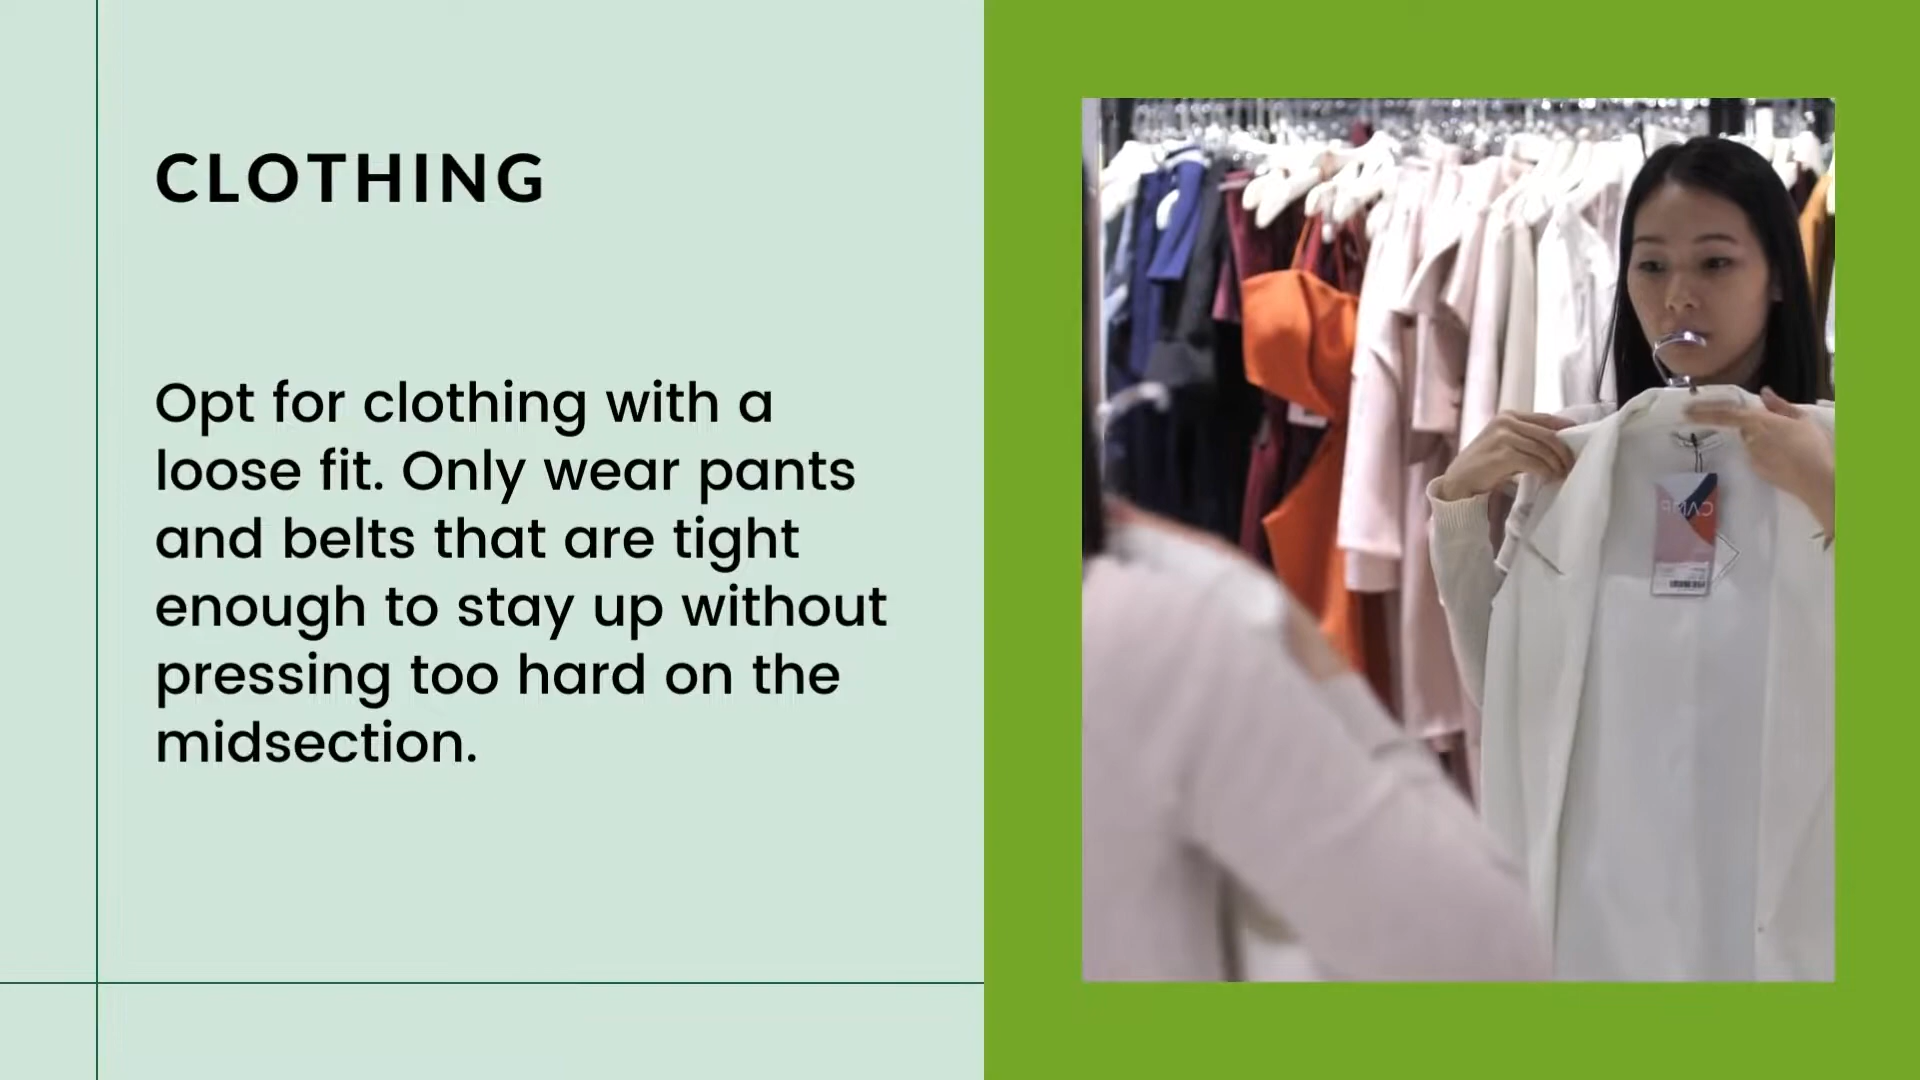 CLOTHING
Opt for clothing with a
loose fit. Only wear pants
and belts that are tight
enough to stay up without
pressing too hard on the
midsection.